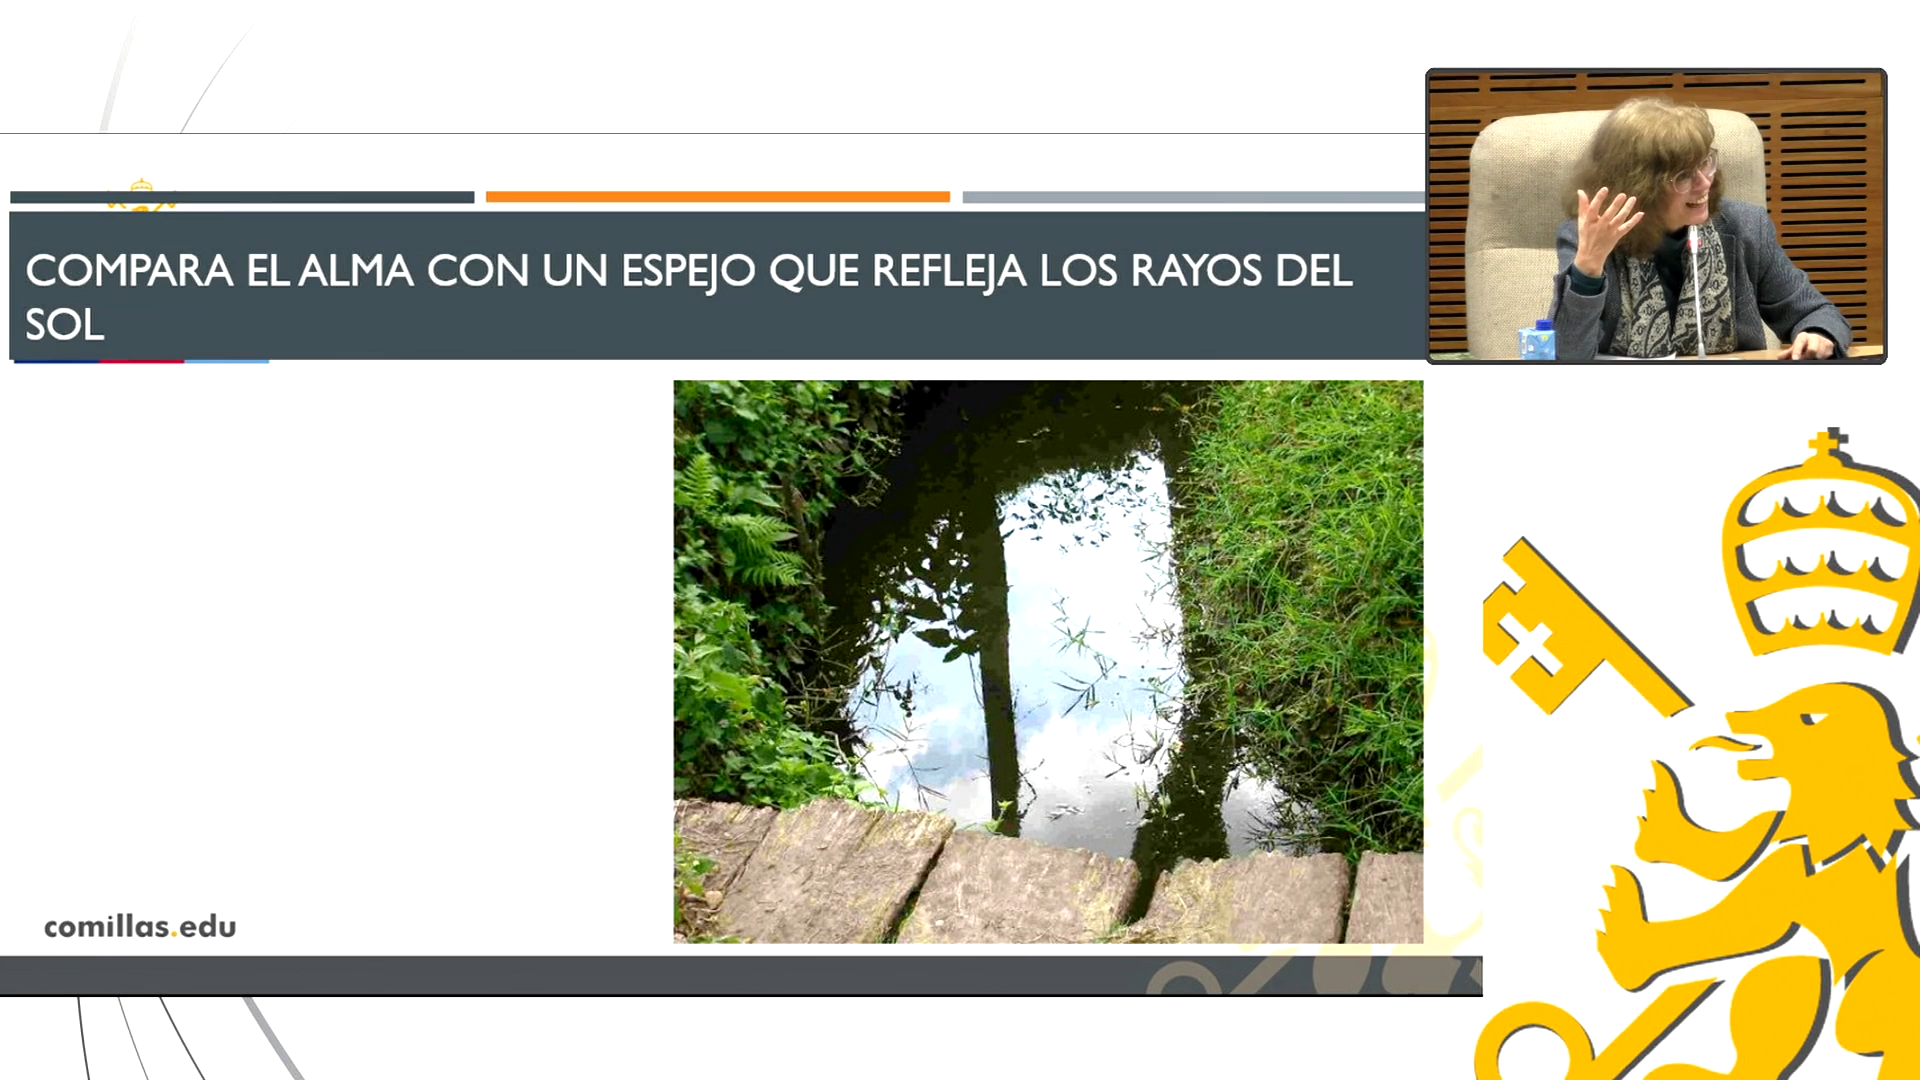 COMPARA EL ALMA CON UN ESPEJO QUE REFLEJA LOS RAYOS DEL
SOL
comillas.edu